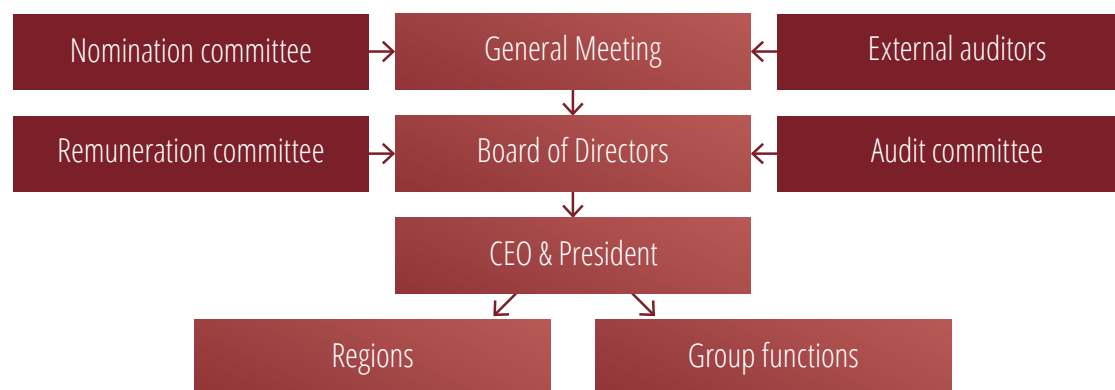 Nomination committee
General Meeting
External auditors
Remuneration committee
Board of Directors
Audit committee
CEO & President
Regions
Group functions